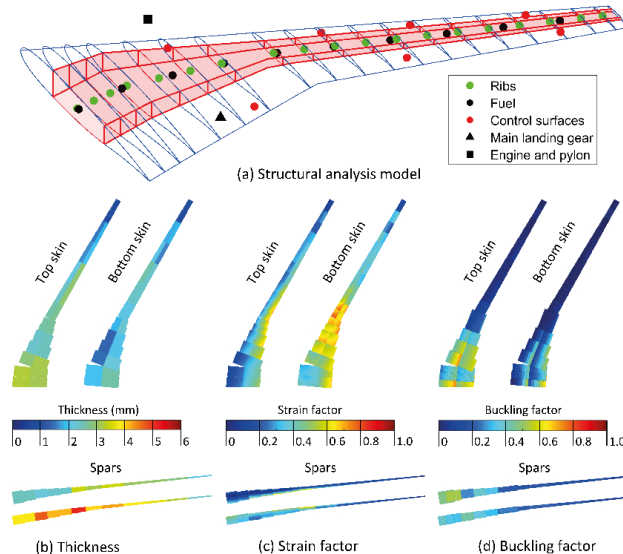 Ribs
Fuel
Control surfaces
Main landing gear
Engine and pylon
(a) Structural analysis model
Top skin
Bottom skin
Top skin
Bottom skin
Top skin
Bottom skin
Thickness (mm)
Strain factor
Buckling factor
0 1 2 3 4 5 6
0 0.2 0.4 0.6 0.8 1.0
0 0.2 0.4 0.6 0.8 1.0
Spars
Spars
Spars
(b) Thickness
(c) Strain factor
(d) Buckling factor